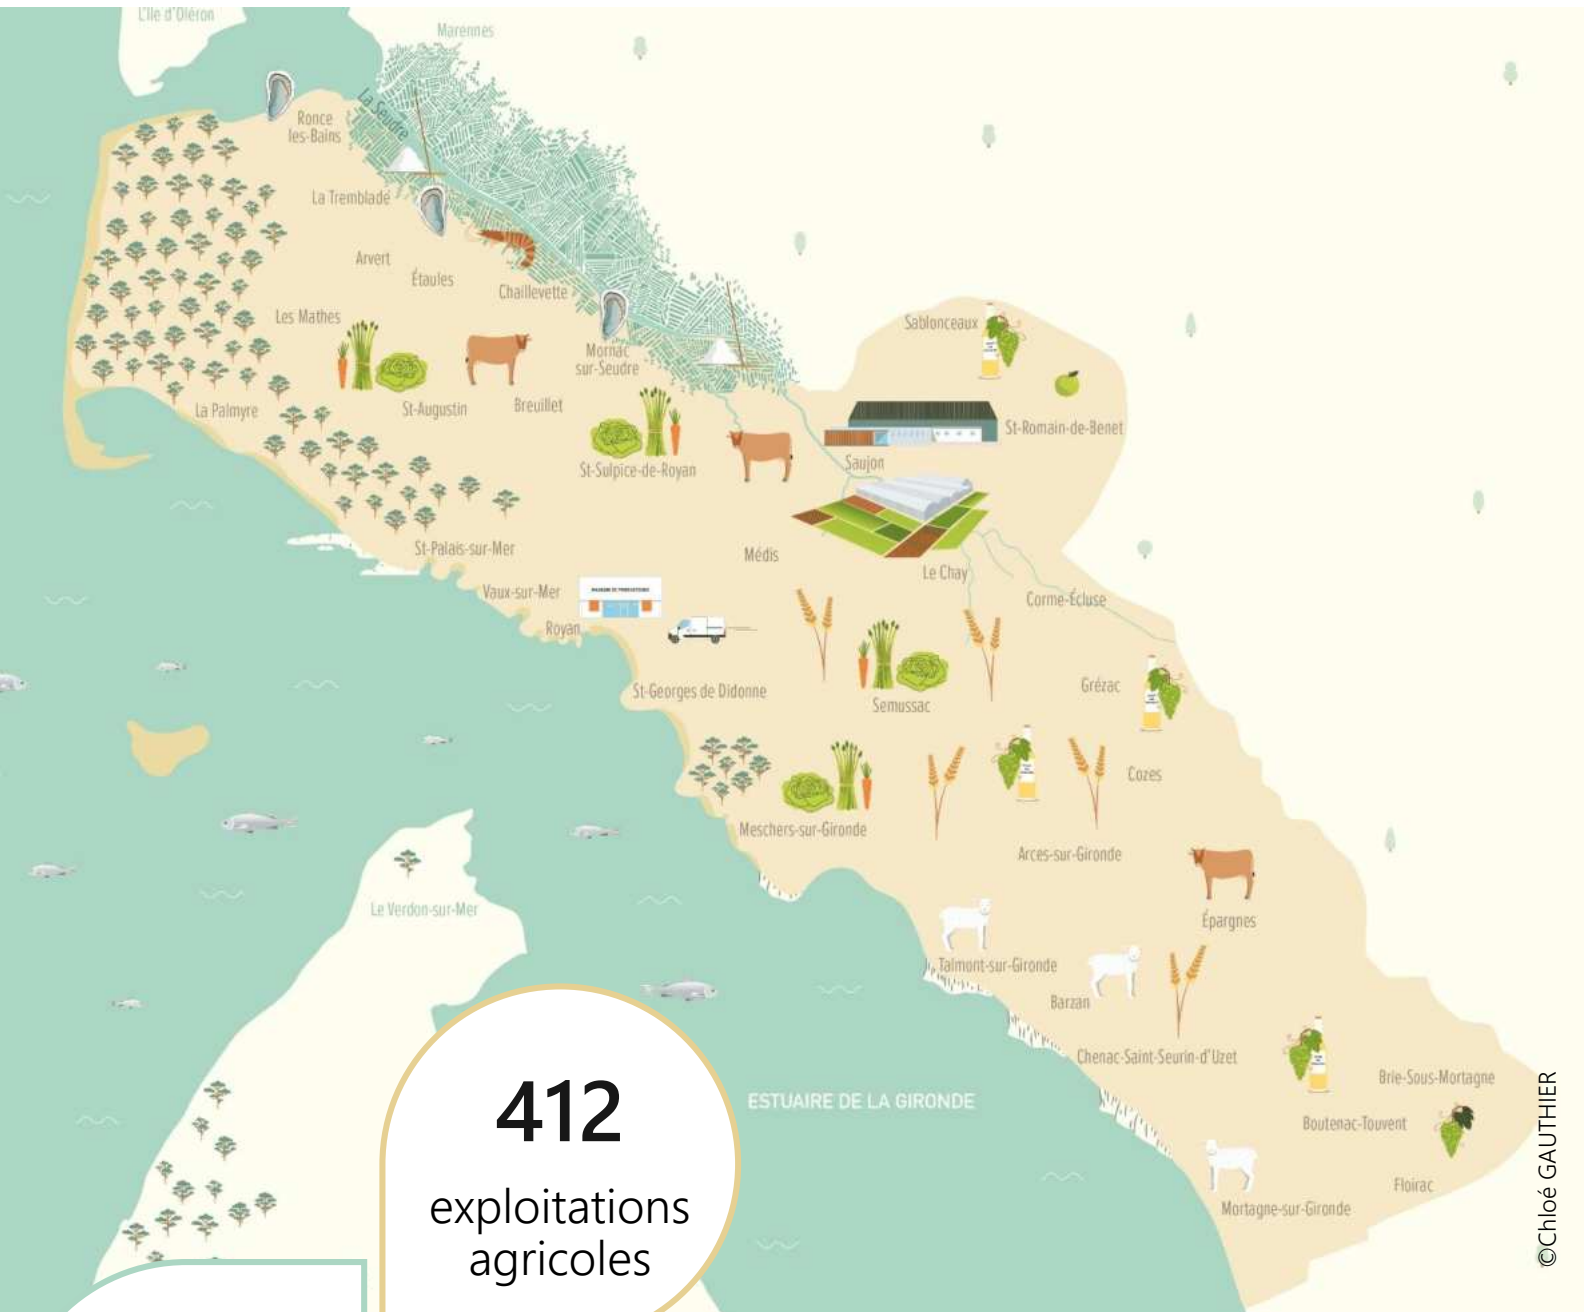 L'Ile d'Oléron
Marennes
La Seudre
Ronce
les-Bains
La Tremblade
Arvert
Étaules
Chaillevette
Les Mathes
Mornac
sur-Seudre
Sablonceaux
La Palmyre
St-Augustin
Breuillet
St-Romain-de-Benet
St-Sulpice-de-Royan
Saujon
St-Palais-sur-Mer
Médis
Le Chay
Vaux-sur-Mer
Corme-Écluse
Royan
St-Georges de Didonne
Semussac
Grézac
Cozes
Meschers-sur-Gironde
Arces-sur-Gironde
Le Verdon-sur-Mer
Épargnes
Talmont-sur-Gironde
Barzan
Chenac-Saint-Seurin-d'Uzet
Brie-Sous-Mortagne
ESTUAIRE DE LA GIRONDE
Boutenac-Touvent
Floirac
Mortagne-sur-Gironde
412
exploitations
agricoles
©Chloé GAUTHIER